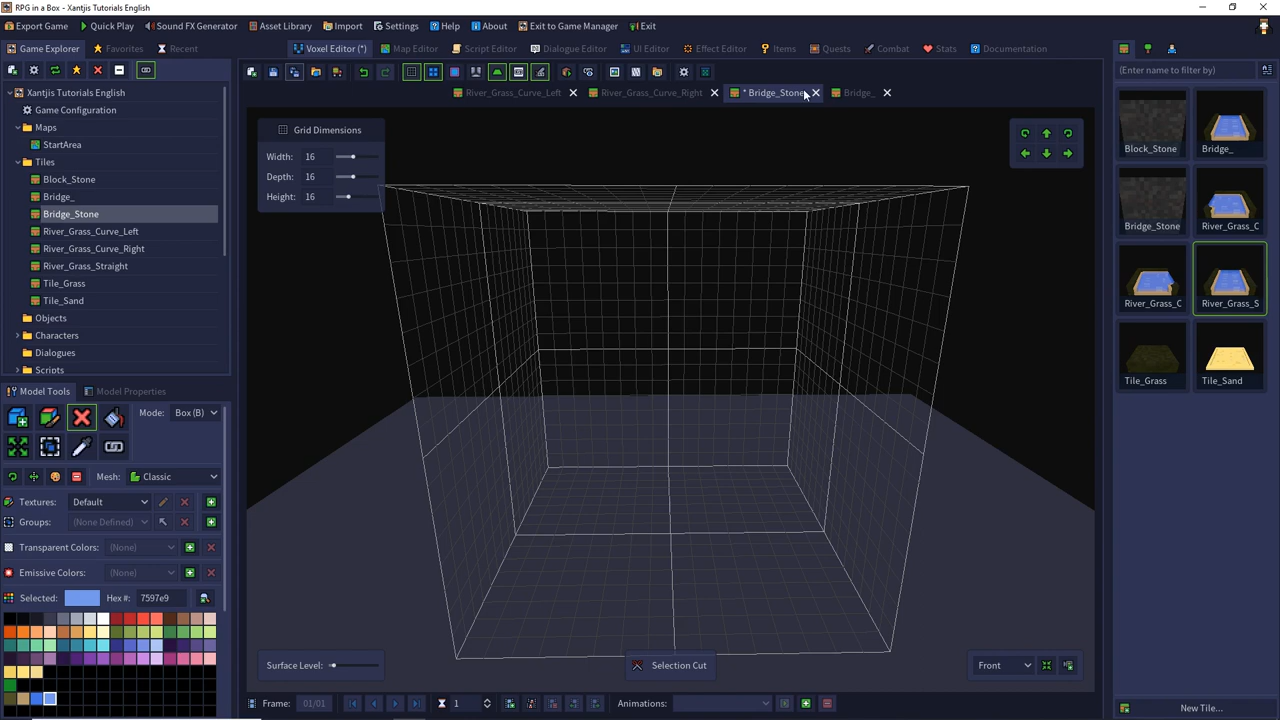 RPG in a Box - Xantjis Tutorials English
Export Game Quick Play Sound FX Generator Asset Library Import Settings Help About Exit to Game Manager Exit
Game Explorer Favorites Recent
Voxel Editor (*) Map Editor Script Editor Dialogue Editor UI Editor Effect Editor Items Quests Combat Stats Documentation
River_Grass_Curve_Left River_Grass_Curve_Right * Bridge_Stone Bridge_
(Enter name to filter by)
Xantjis Tutorials English
Game Configuration
Maps
StartArea
Tiles
Block_Stone
Bridge_
Bridge_Stone
River_Grass_Curve_Left
River_Grass_Curve_Right
River_Grass_Straight
Tile_Grass
Tile_Sand
Objects
Characters
Dialogues
Scripts
Grid Dimensions
Width: 16
Depth: 16
Height: 16
Block_Stone Bridge_
Bridge_Stone River_Grass_C
River_Grass_C River_Grass_S
Tile_Grass Tile_Sand
Model Tools Model Properties
Mode: Box (B)
Mesh: Classic
Textures: Default
Groups: (None Defined)
Transparent Colors: (None)
Emissive Colors: (None)
Selected: Hex #: 7597e9
Surface Level:
Selection Cut
Front
Frame: 01/01 1 Animations:
New Tile...